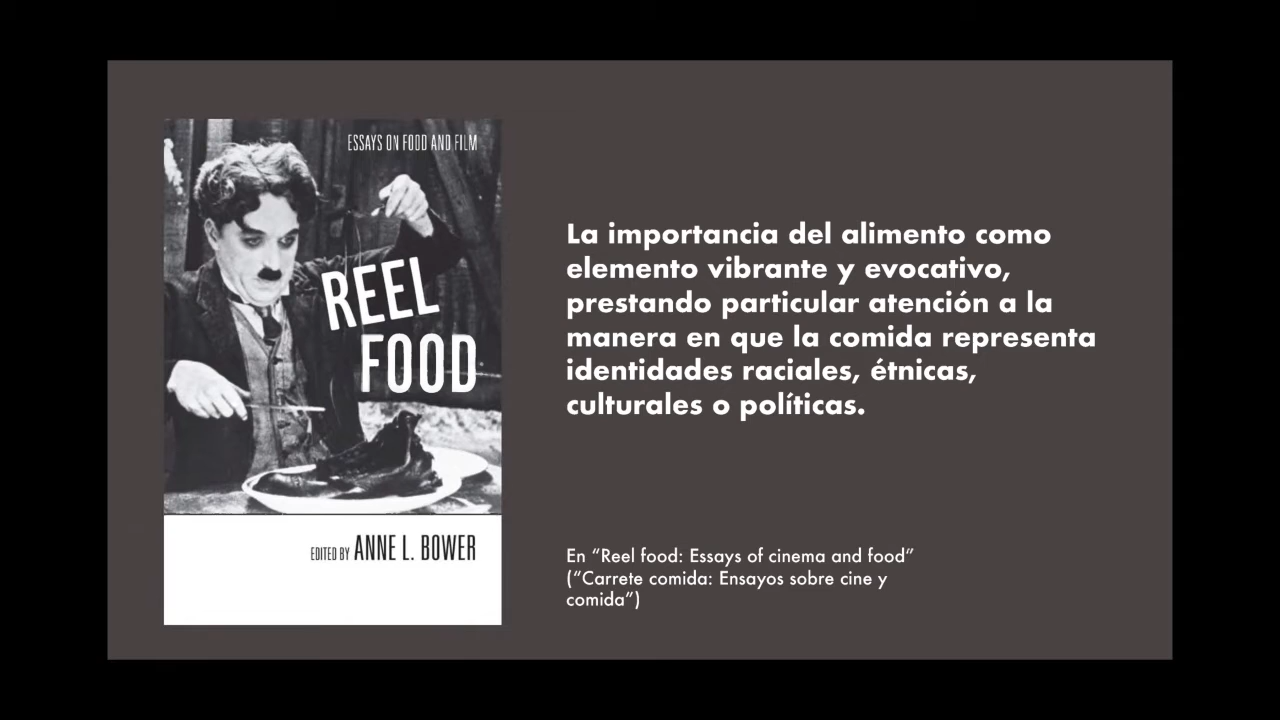 ESSAYS ON FOOD AND FILM
REEL
FOOD
EDITED BY ANNE L. BOWER
La importancia del alimento como
elemento vibrante y evocativo,
prestando particular atención a la
manera en que la comida representa
identidades raciales, étnicas,
culturales o políticas.
En “Reel food: Essays of cinema and food”
(“Carrete comida: Ensayos sobre cine y
comida”)